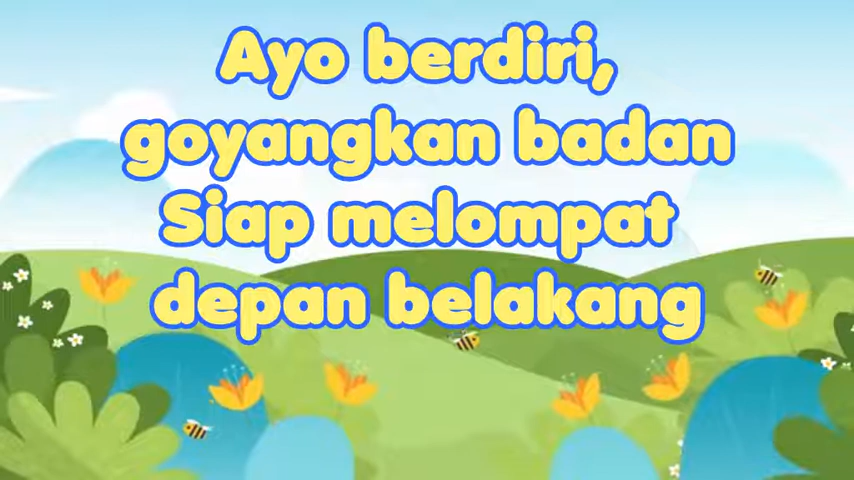 Ayo berdiri,
goyangkan badan
Siap melompat
depan belakang